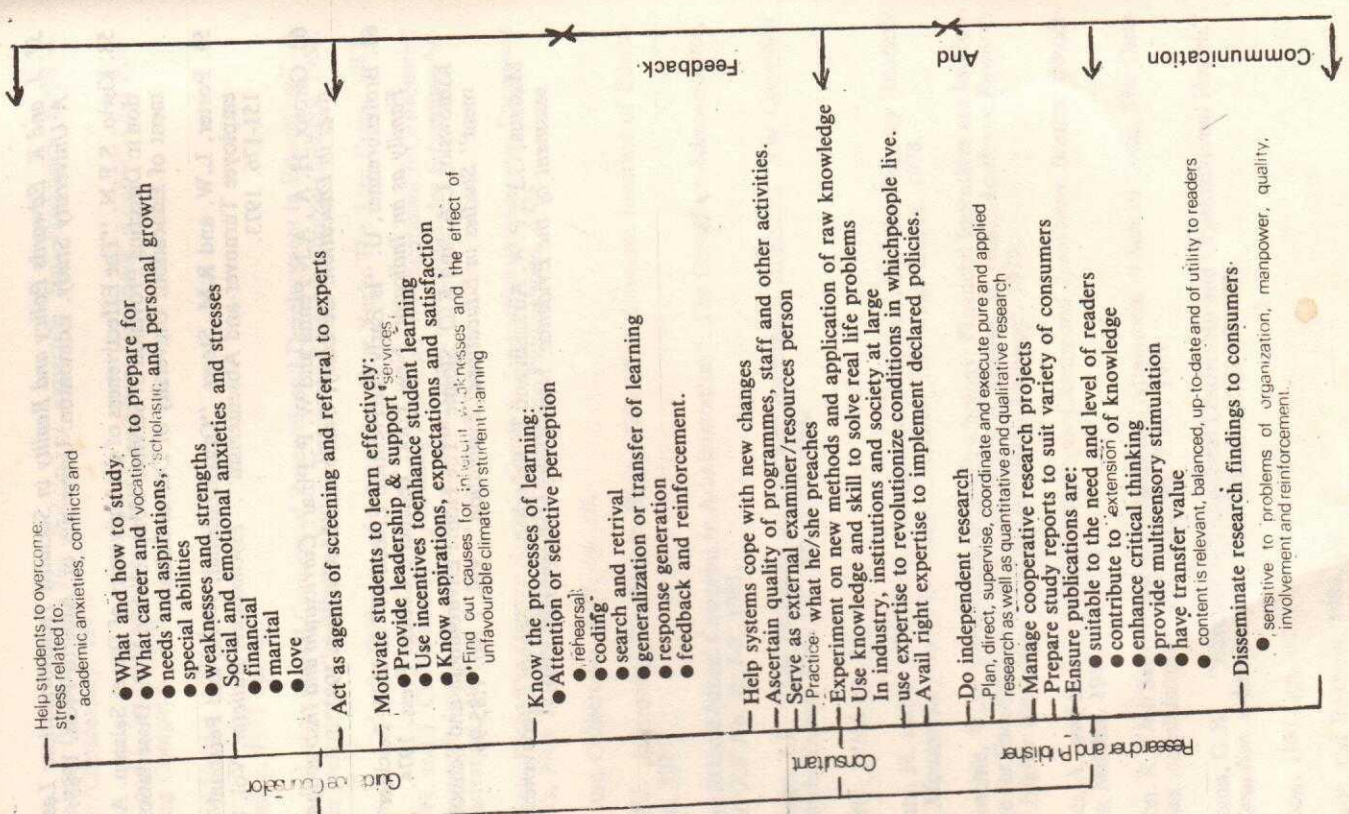 Help students to overcome:
stress related to:
academic anxieties, conflicts and
● What and how to study
● What career and vocation to prepare for
● needs and aspirations, scholastic and personal growth
● special abilities
● weaknesses and strengths
Social and emotional anxieties and stresses
● financial
● marital
● love
Act as agents of screening and referral to experts
Motivate students to learn effectively:
● Provide leadership & support services
● Use incentives toenhance student learning
● Know aspirations, expectations and satisfaction
● Find out causes for inherent weaknesses and the effect of
unfavourable climate on student learning
Know the processes of learning:
● Attention or selective perception
● rehearsal
● codifg
● search and retrival
● generalization or transfer of learning
● response generation
● feedback and reinforcement.
Help systems cope with new changes
Ascertain quality of programmes, staff and other activities.
Serve as external examiner/resources person
Practice what he/she preaches
Experiment on new methods and application of raw knowledge
Use knowledge and skill to solve real life problems
In industry, institutions and society at large
use expertise to revolutionize conditions in whichpeople live.
Avail right expertise to implement declared policies.
Do independent research
Plan, direct, supervise, coordinate and execute pure and applied
research as well as quantitative and qualitative research
Manage cooperative research projects
Prepare study reports to suit variety of consumers
Ensure publications are:
● suitable to the need and level of readers
● contribute to extension of knowledge
● enhance critical thinking
● provide multisensory stimulation
● have transfer value
● content is relevant, balanced, up-to-date and of utility to readers
Disseminate research findings to consumers
● sensitive to problems of organization, manpower, quality,
involvement and reinforcement.
Counselor
Consultant
Researcher and Publisher
Feedback
And
Communication